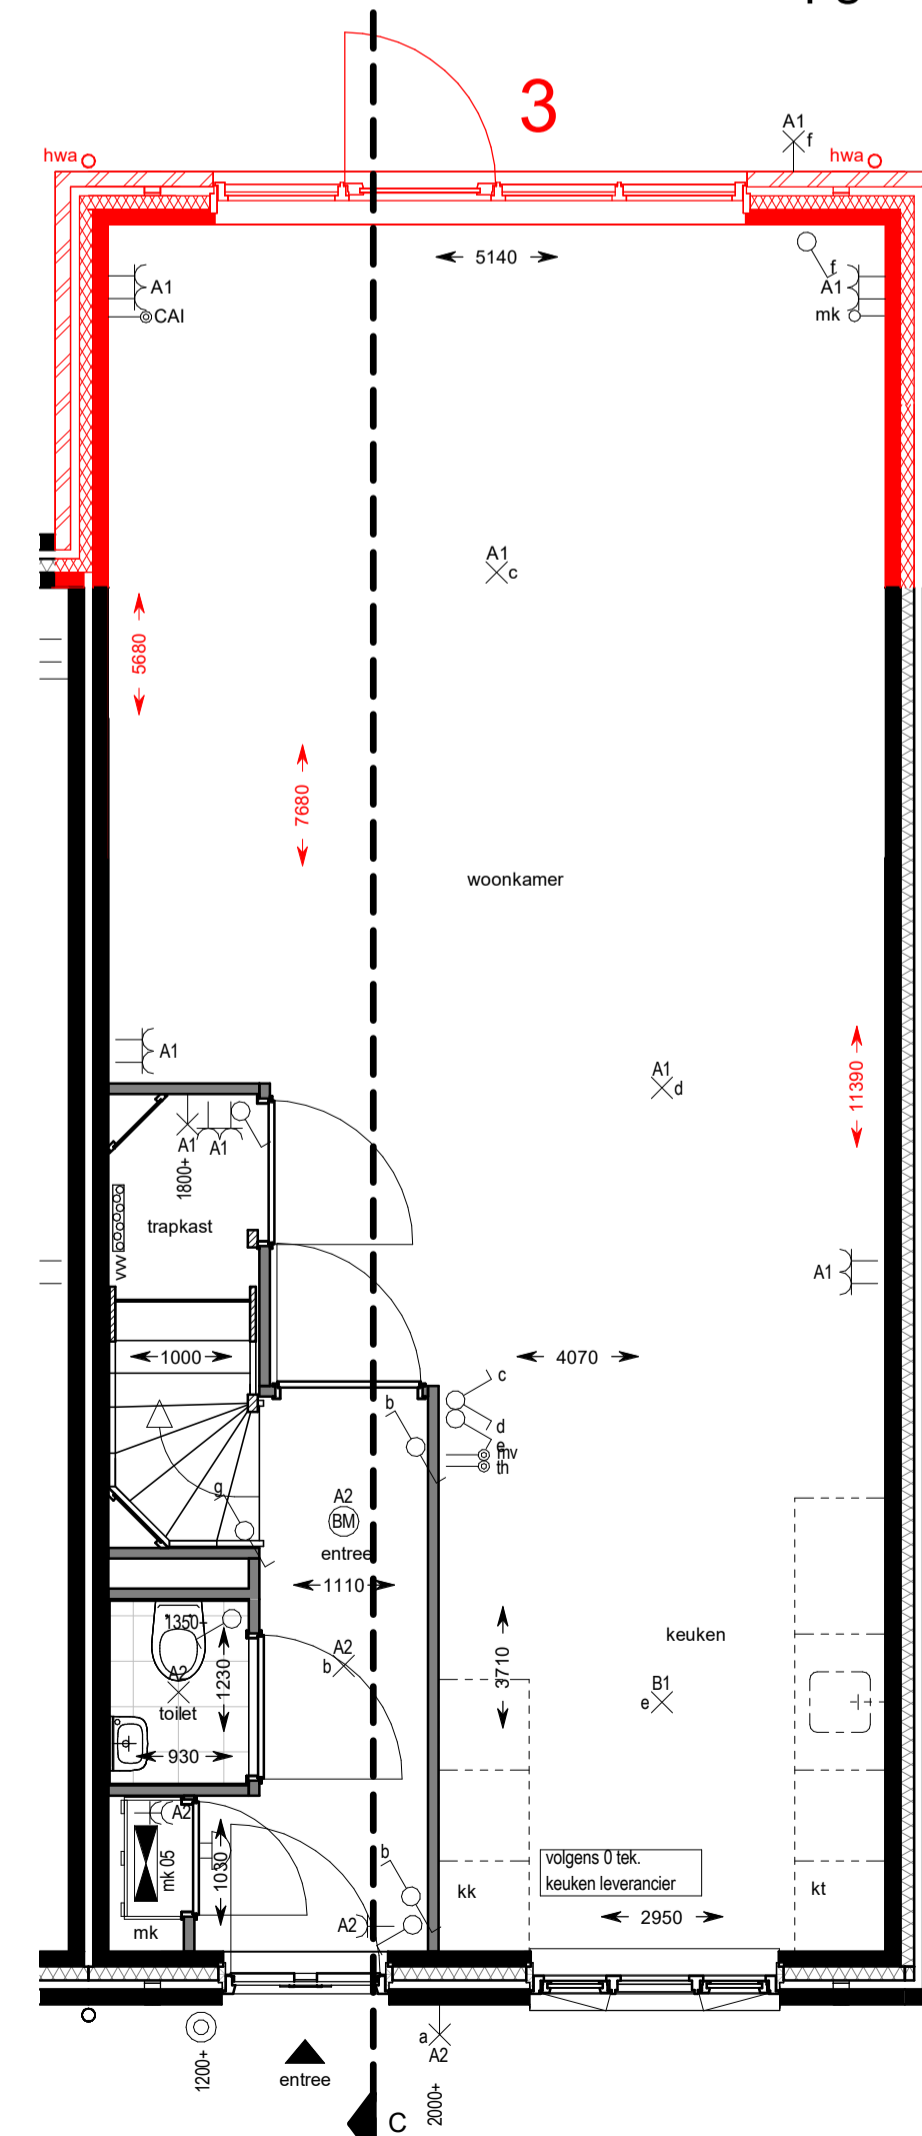 3
A1
f
hwa
hwa
5140
f
A1
A1
CAI
mk
A1
c
5680
7680
woonkamer
11390
A1
A1
d
A1
A1
1800+
trapkast
A1
1000
4070
c
b
d
e
mv
th
g
A2
BM
entree
1110
1350+
keuken
A2
b
1230
3710
A2
B1
e
toilet
930
A2
mk 05
1030
b
volgens 0 tek.
keuken leverancier
kk
kt
mk
A2
2950
a
A2
1200+
entree
2000+
C